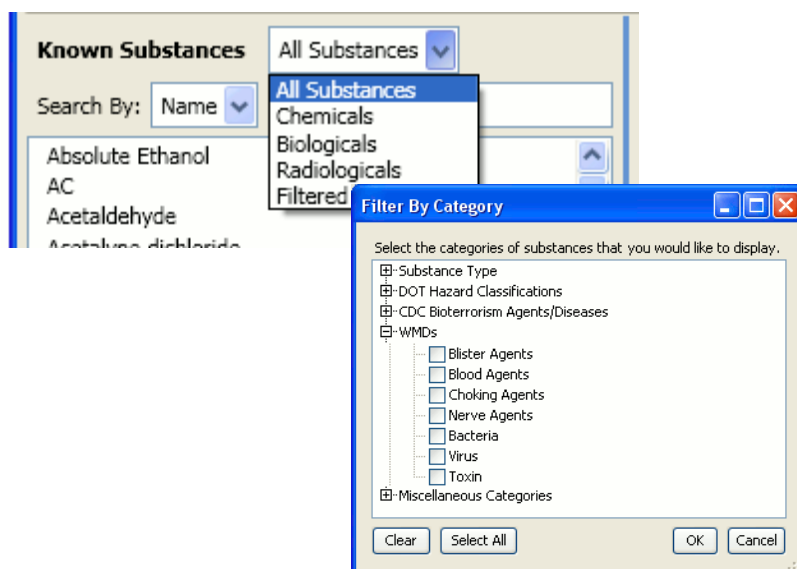 Known Substances All Substances
Search By: Name
All Substances
Chemicals
Biologicals
Radiologicals
Filtered
Absolute Ethanol
AC
Acetaldehyde
Filter By Category
Select the categories of substances that you would like to display.
Substance Type
DOT Hazard Classifications
CDC Bioterrorism Agents/Diseases
WMDs
Blister Agents
Blood Agents
Choking Agents
Nerve Agents
Bacteria
Virus
Toxin
Miscellaneous Categories
Clear Select All OK Cancel